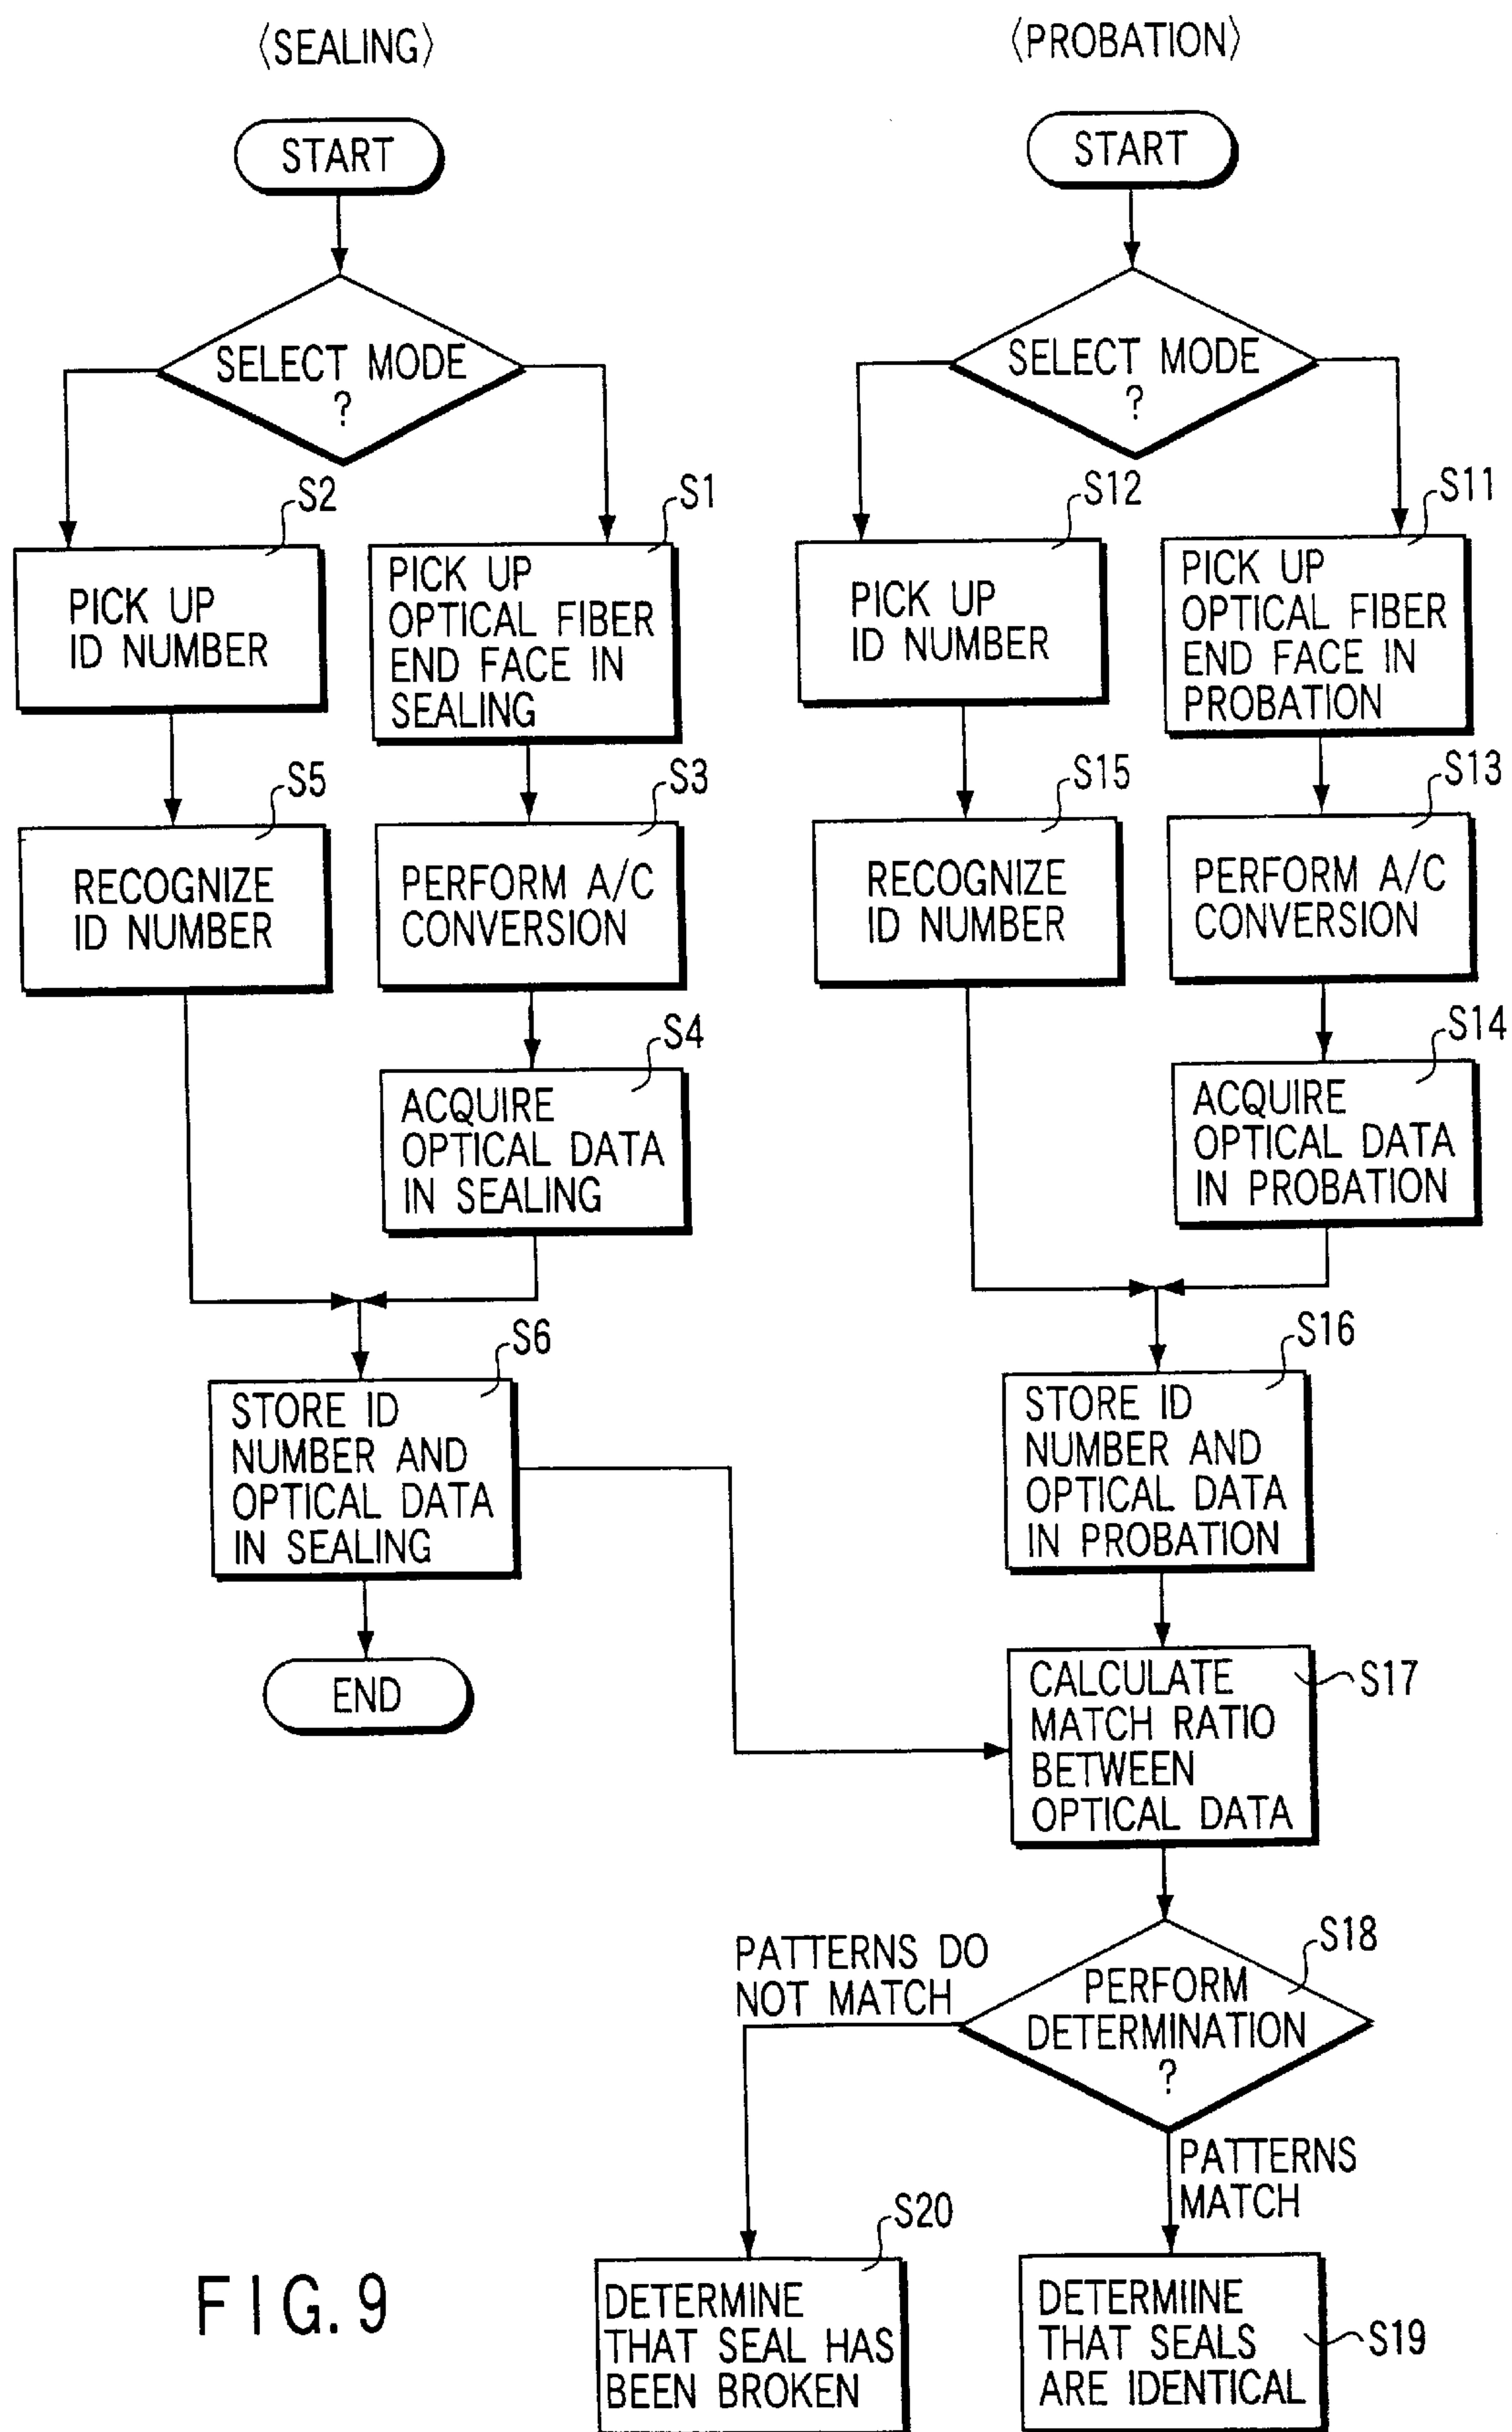 〈SEALING〉
START
SELECT MODE
?
S2
PICK UP
ID NUMBER
S1
PICK UP
OPTICAL FIBER
END FACE IN
SEALING
S5
RECOGNIZE
ID NUMBER
S3
PERFORM A/C
CONVERSION
S4
ACQUIRE
OPTICAL DATA
IN SEALING
S6
STORE ID
NUMBER AND
OPTICAL DATA
IN SEALING
END
〈PROBATION〉
START
SELECT MODE
?
S12
PICK UP
ID NUMBER
S11
PICK UP
OPTICAL FIBER
END FACE IN
PROBATION
S15
RECOGNIZE
ID NUMBER
S13
PERFORM A/C
CONVERSION
S14
ACQUIRE
OPTICAL DATA
IN PROBATION
S16
STORE ID
NUMBER AND
OPTICAL DATA
IN PROBATION
CALCULATE
MATCH RATIO
BETWEEN
OPTICAL DATA
S17
S18
PERFORM
DETERMINATION
?
PATTERNS DO
NOT MATCH
PATTERNS
MATCH
S20
DETERMINE
THAT SEAL HAS
BEEN BROKEN
DETERMIINE
THAT SEALS
ARE IDENTICAL
S19
FIG. 9